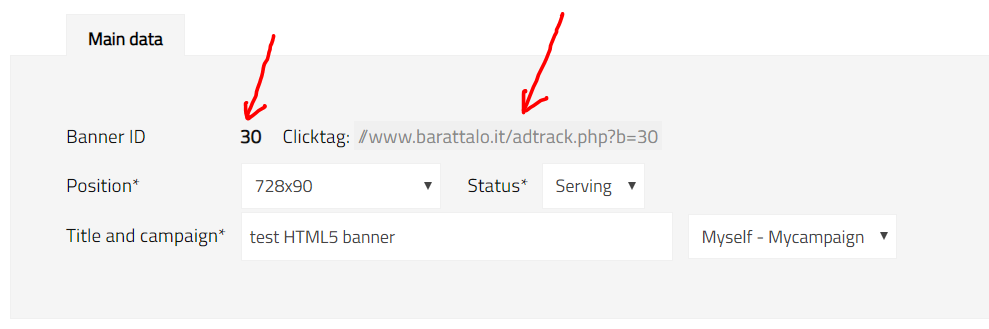 Main data
Banner ID 30 Clicktag: //www.barattalo.it/adtrack.php?b=30
Position* 728x90 Status* Serving
Title and campaign* test HTML5 banner Myself - Mycampaign